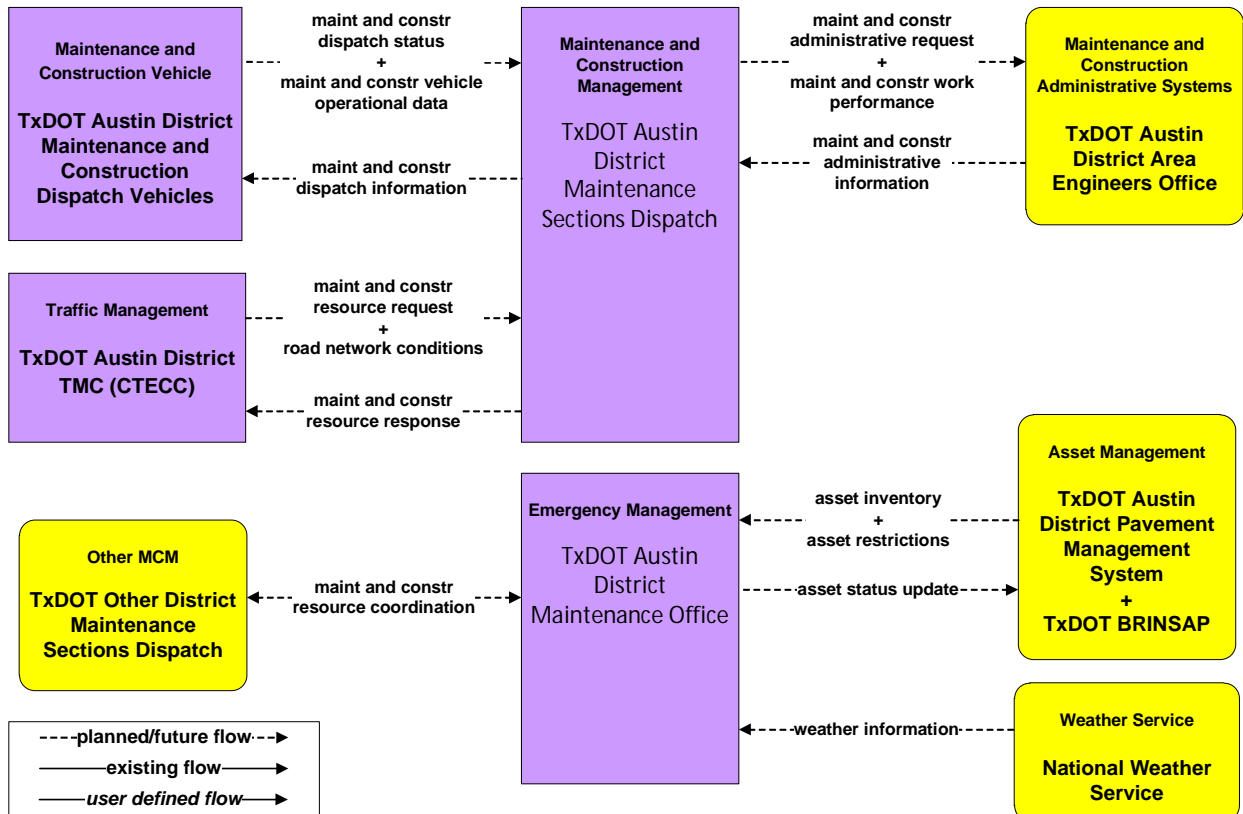 Maintenance and
Construction Vehicle
TxDOT Austin District
Maintenance and
Construction
Dispatch Vehicles
maint and constr
dispatch status
+
maint and constr vehicle
operational data
maint and constr
dispatch information
Maintenance and
Construction
Management
TxDOT Austin
District
Maintenance
Sections Dispatch
maint and constr
administrative request
+
maint and constr work
performance
maint and constr
administrative
information
Maintenance and
Construction
Administrative Systems
TxDOT Austin
District Area
Engineers Office
Traffic Management
TxDOT Austin District
TMC (CTECC)
maint and constr
resource request
+
road network conditions
maint and constr
resource response
Other MCM
TxDOT Other District
Maintenance
Sections Dispatch
maint and constr
resource coordination
Emergency Management
TxDOT Austin
District
Maintenance Office
asset inventory
+
asset restrictions
asset status update
Asset Management
TxDOT Austin
District Pavement
Management
System
+
TxDOT BRINSAP
weather information
Weather Service
National Weather
Service
planned/future flow
existing flow
user defined flow